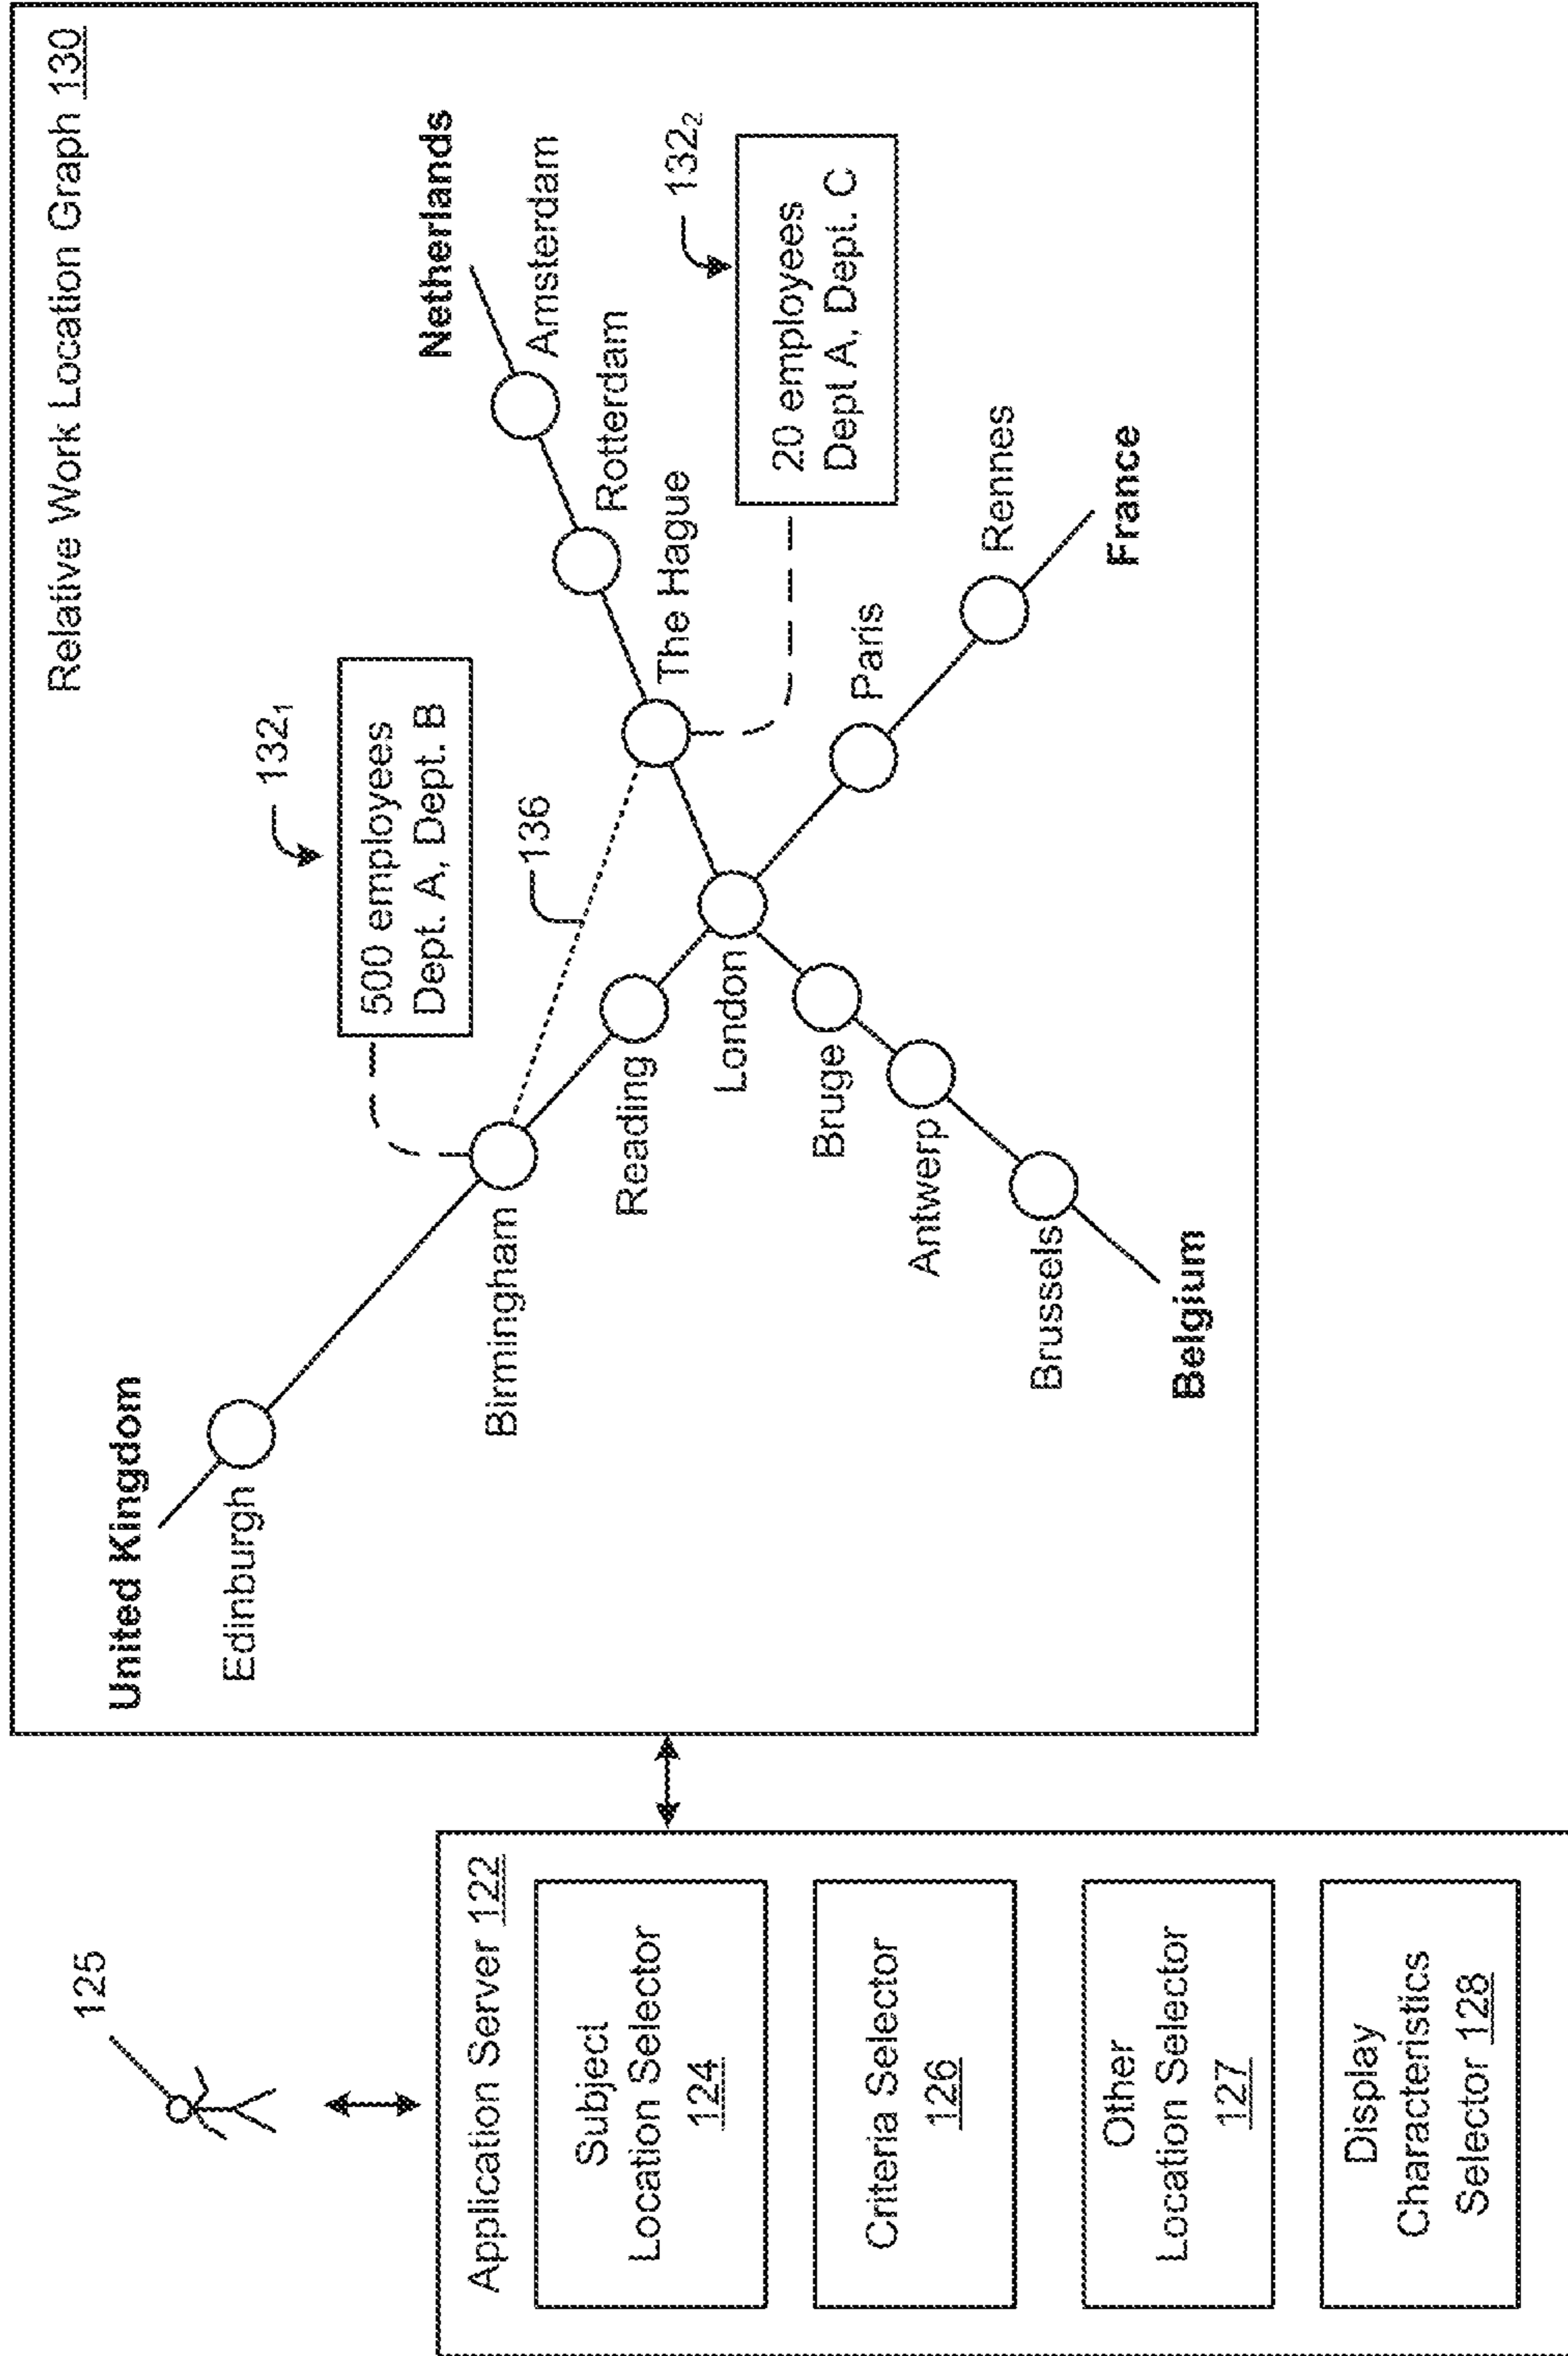 125
Application Server 122
Subject
Location Selector
124
Criteria Selector
126
Other
Location Selector
127
Display
Characteristics
Selector 128
Relative Work Location Graph 130
United Kingdom
Edinburgh
Birmingham
Reading
London
Bruge
Antwerp
Brussels
Belgium
132₁
500 employees
Dept. A, Dept. B
136
Netherlands
Amsterdam
Rotterdam
The Hague
132₂
20 employees
Dept A, Dept. C
Paris
Rennes
France